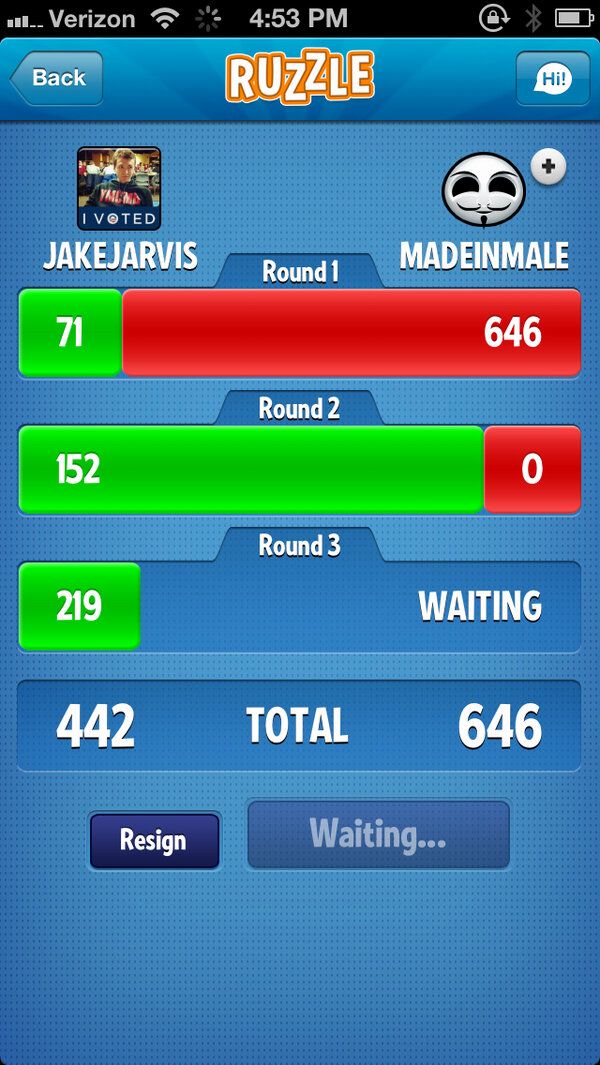 Verizon 4:53 PM
Back RUZZLE Hi!
I VOTED
JAKEJARVIS MADEINMALE
Round 1
71 646
Round 2
152 0
Round 3
219 WAITING
442 TOTAL 646
Resign Waiting...